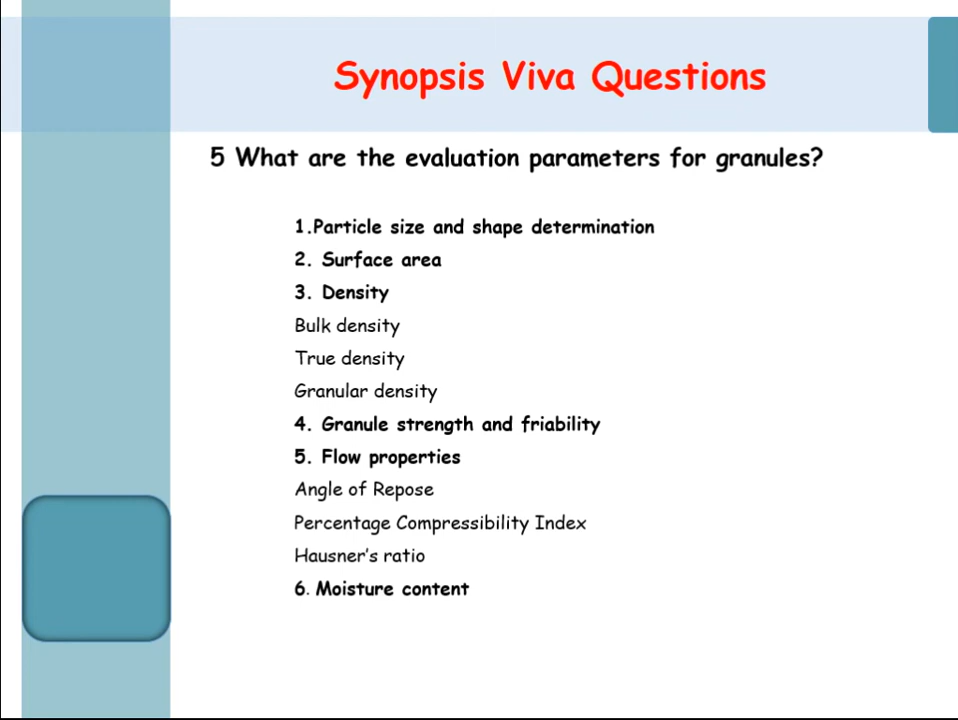 Synopsis Viva Questions
5 What are the evaluation parameters for granules?
1.Particle size and shape determination
2. Surface area
3. Density
Bulk density
True density
Granular density
4. Granule strength and friability
5. Flow properties
Angle of Repose
Percentage Compressibility Index
Hausner's ratio
6. Moisture content